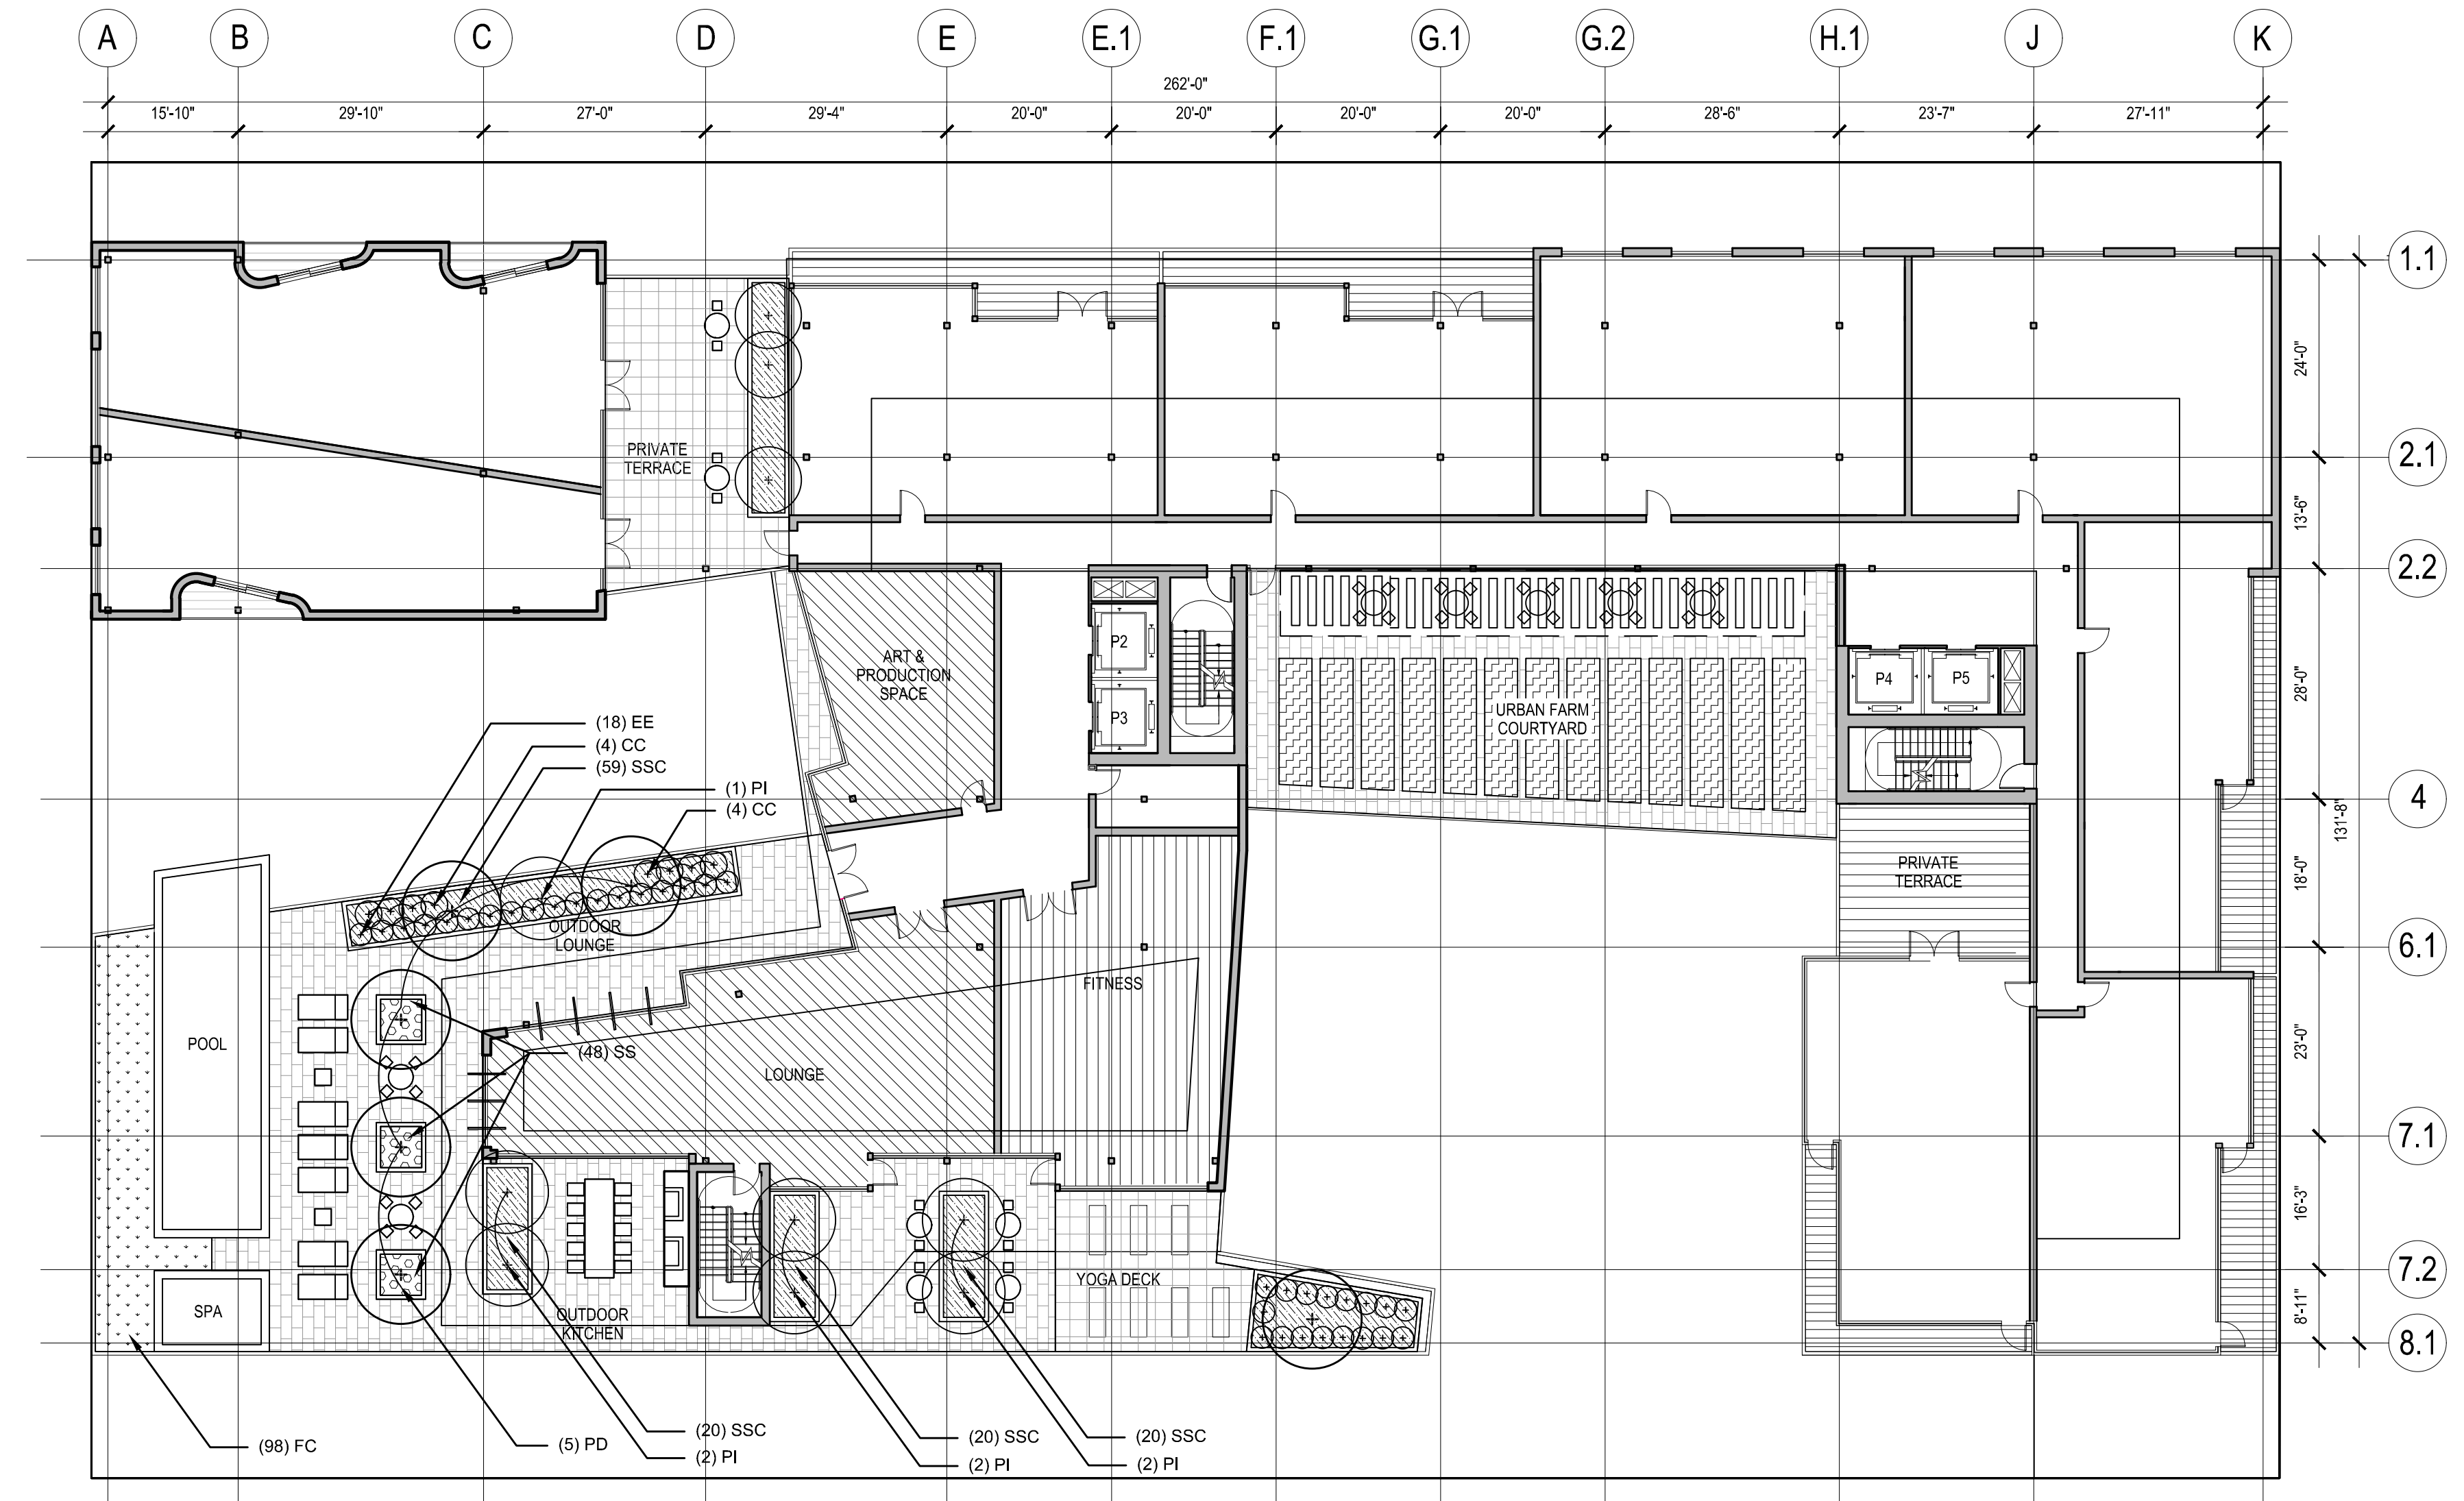 A B C D E E.1 F.1 G.1 G.2 H.1 J K
262'-0"
15'-10" 29'-10" 27'-0" 29'-4" 20'-0" 20'-0" 20'-0" 20'-0" 28'-6" 23'-7" 27'-11"
1.1
24'-0"
2.1
PRIVATE
TERRACE
13'-6"
2.2
P2
P3
ART &
PRODUCTION
SPACE
URBAN FARM
COURTYARD
P4
P5
28'-0"
(18) EE
(4) CC
(59) SSC
(1) PI
(4) CC
4
131'-8"
PRIVATE
TERRACE
18'-0"
OUTDOOR
LOUNGE
6.1
FITNESS
POOL
(48) SS
LOUNGE
23'-0"
7.1
16'-3"
YOGA DECK
7.2
SPA
OUTDOOR
KITCHEN
8'-11"
8.1
(98) FC
(5) PD
(20) SSC
(2) PI
(20) SSC
(2) PI
(20) SSC
(2) PI